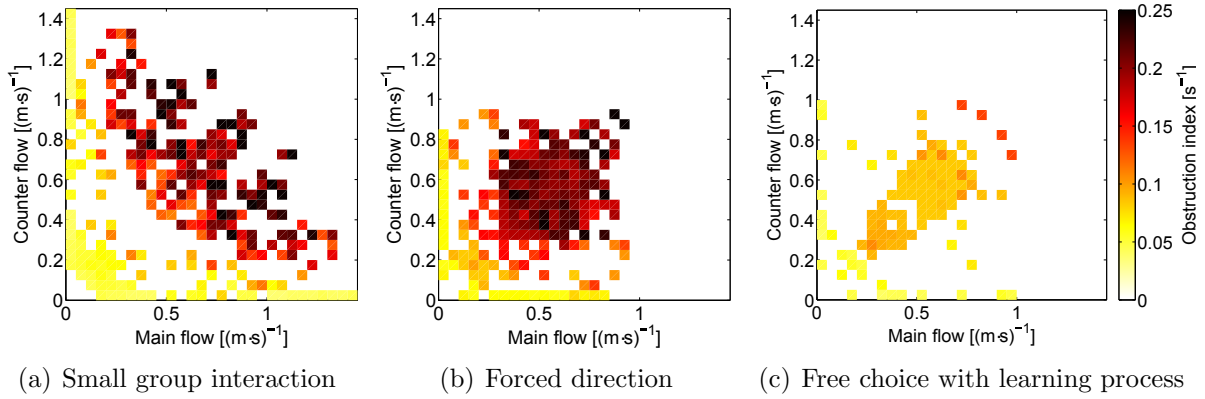 1.4
1.2
1
0.8
0.6
0.4
0.2
0
Counter flow [(m·s)⁻¹]
0 0.5 1
Main flow [(m·s)⁻¹]
(a) Small group interaction
1.4
1.2
1
0.8
0.6
0.4
0.2
0
Counter flow [(m·s)⁻¹]
0 0.5 1
Main flow [(m·s)⁻¹]
(b) Forced direction
1.4
1.2
1
0.8
0.6
0.4
0.2
0
Counter flow [(m·s)⁻¹]
0 0.5 1
Main flow [(m·s)⁻¹]
(c) Free choice with learning process
0.25
0.2
0.15
0.1
0.05
0
Obstruction index [s⁻¹]